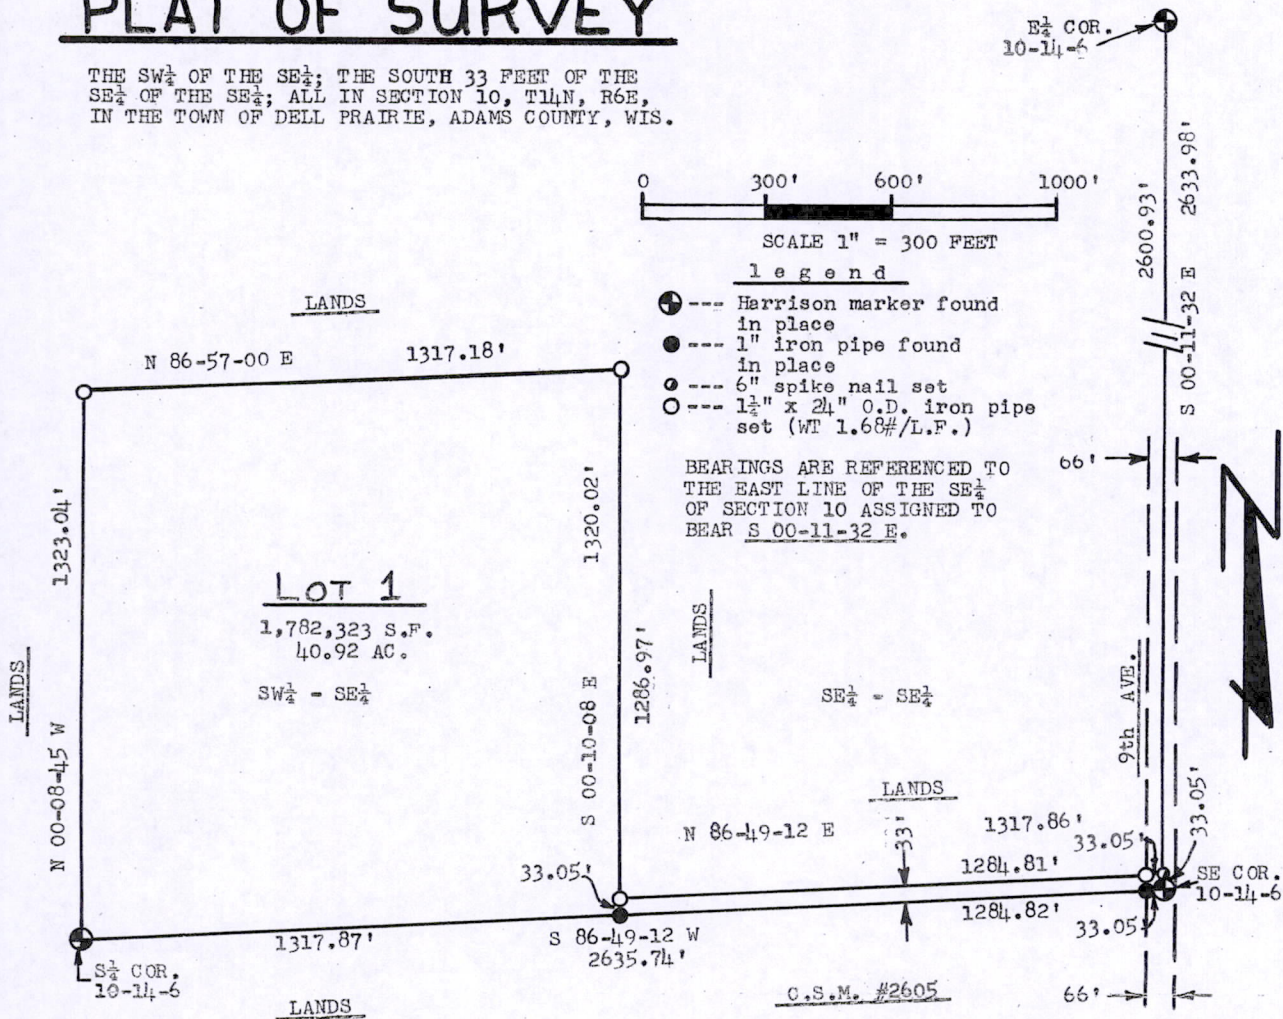 PLAT OF SURVEY
THE SW¼ OF THE SE¼; THE SOUTH 33 FEET OF THE
SE¼ OF THE SE¼; ALL IN SECTION 10, T14N, R6E,
IN THE TOWN OF DELL PRAIRIE, ADAMS COUNTY, WIS.
E¼ COR.
10-14-6
2600.93'
2633.98'
S 00-11-32 E
0 300' 600' 1000'
SCALE 1" = 300 FEET
legend
--- Harrison marker found
in place
--- 1" iron pipe found
in place
--- 6" spike nail set
--- 1¼" x 24" O.D. iron pipe
set (WT 1.68#/L.F.)
BEARINGS ARE REFERENCED TO
THE EAST LINE OF THE SE¼
OF SECTION 10 ASSIGNED TO
BEAR S 00-11-32 E.
LANDS
N 86-57-00 E 1317.18'
1323.04'
N 00-08-45 W
LANDS
LOT 1
1,782,323 S.F.
40.92 AC.
SW¼ - SE¼
1320.02'
S 00-10-08 E
1286.97'
LANDS
SE¼ - SE¼
66'
9th AVE.
LANDS
N 86-49-12 E
33'
1317.86'
33.05'
33.05'
1284.81'
SE COR.
10-14-6
33.05'
1284.82'
33.05'
1317.87'
S 86-49-12 W
2635.74'
S¼ COR.
10-14-6
LANDS
C.S.M. #2605
66'